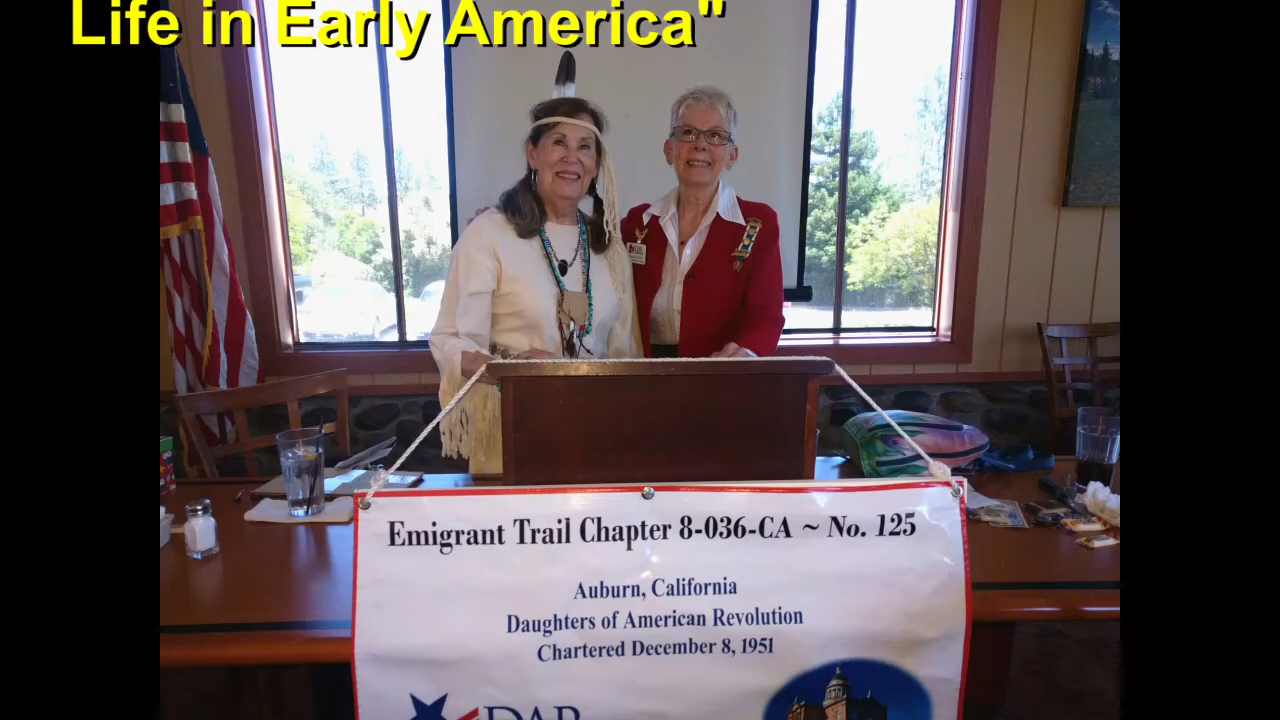 Life in Early America"
Emigrant Trail Chapter 8-036-CA ~ No. 125
Auburn, California
Daughters of American Revolution
Chartered December 8, 1951
DAR